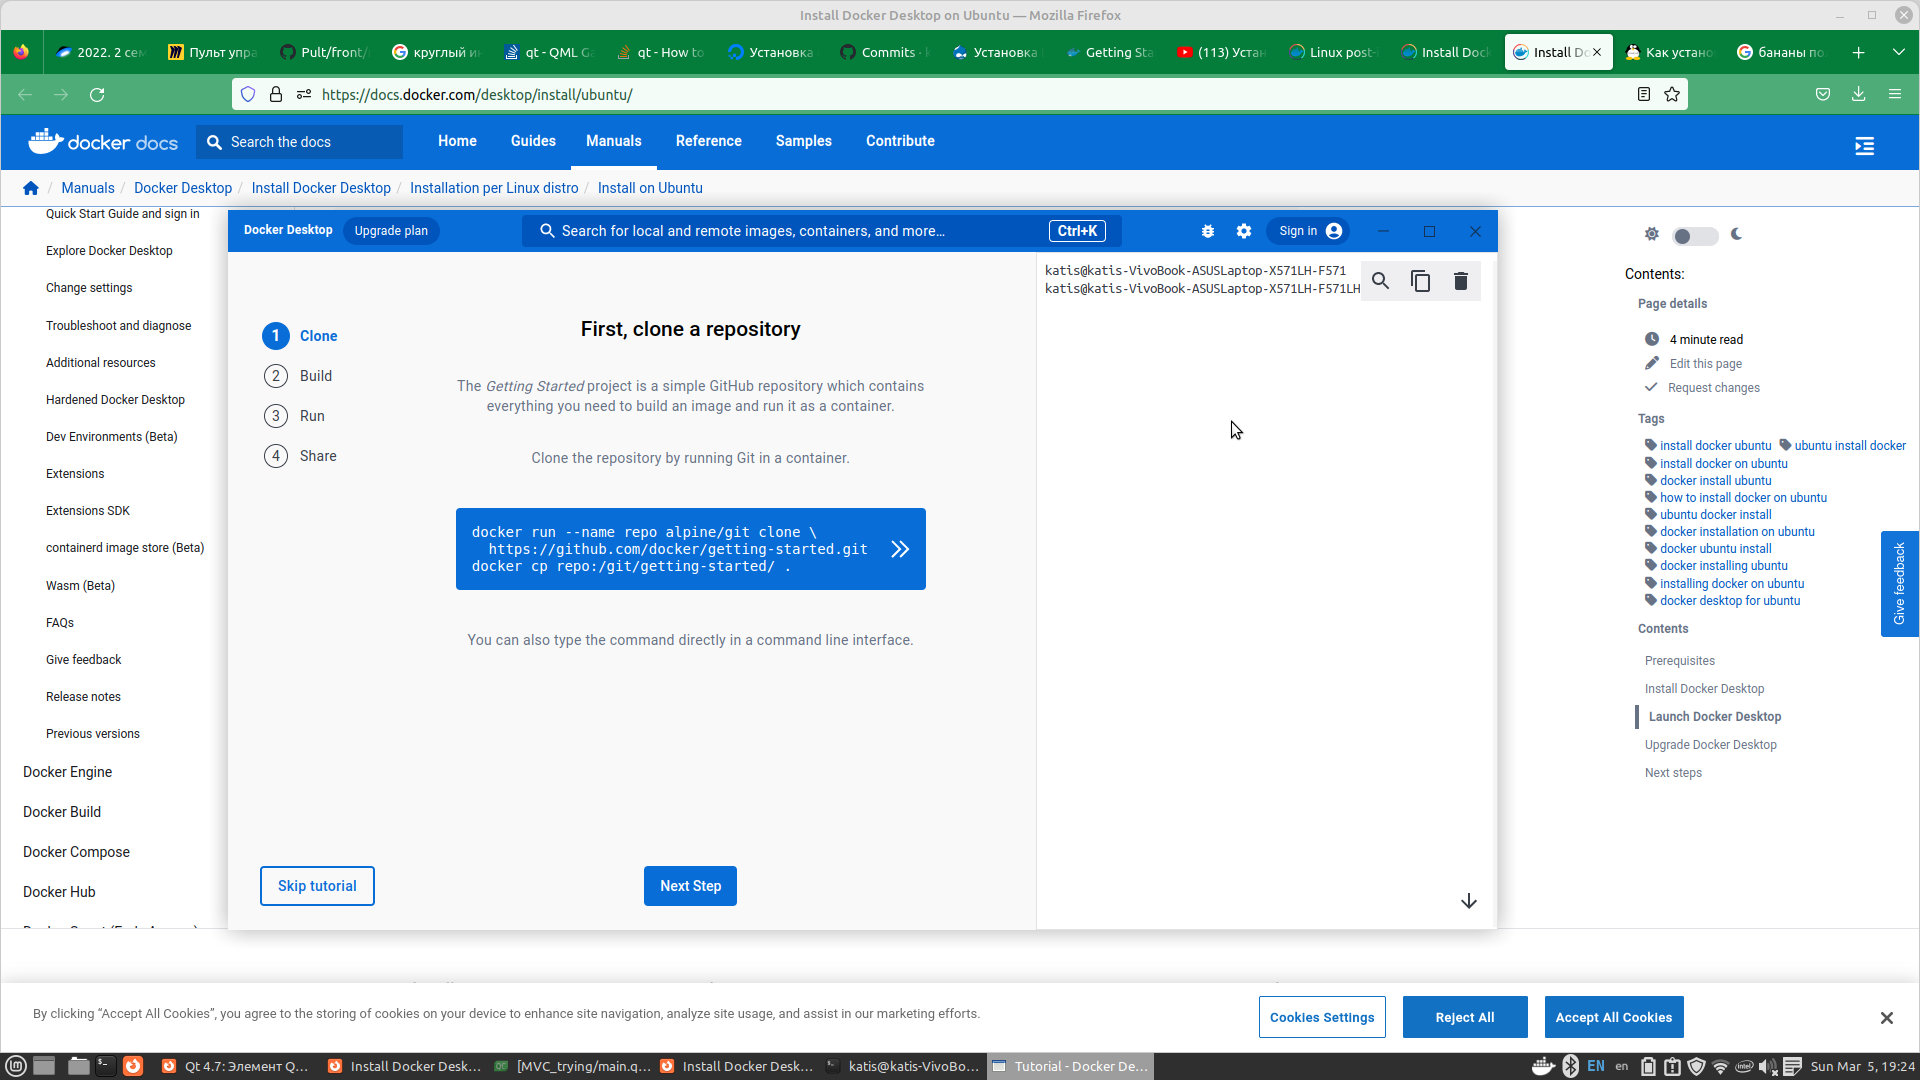 Install Docker Desktop on Ubuntu — Mozilla Firefox
2022. 2 сем
Пульт упра
Pult/front/
круглый ин
qt - QML Ga
qt - How to
Установка
Commits ·
Установка
Getting Sta
(113) Устан
Linux post-
Install Dock
Install Do
Как устано
бананы по
https://docs.docker.com/desktop/install/ubuntu/
docker docs
Search the docs
Home
Guides
Manuals
Reference
Samples
Contribute
/ Manuals / Docker Desktop / Install Docker Desktop / Installation per Linux distro / Install on Ubuntu
Quick Start Guide and sign in
Explore Docker Desktop
Change settings
Troubleshoot and diagnose
Additional resources
Hardened Docker Desktop
Dev Environments (Beta)
Extensions
Extensions SDK
containerd image store (Beta)
Wasm (Beta)
FAQs
Give feedback
Release notes
Previous versions
Docker Engine
Docker Build
Docker Compose
Docker Hub
Docker Desktop
Upgrade plan
Search for local and remote images, containers, and more...
Ctrl+K
Sign in
1 Clone
2 Build
3 Run
4 Share
First, clone a repository
The Getting Started project is a simple GitHub repository which contains
everything you need to build an image and run it as a container.
Clone the repository by running Git in a container.
docker run --name repo alpine/git clone \
https://github.com/docker/getting-started.git
docker cp repo:/git/getting-started/ .
You can also type the command directly in a command line interface.
Skip tutorial
Next Step
katis@katis-VivoBook-ASUSLaptop-X571LH-F571
katis@katis-VivoBook-ASUSLaptop-X571LH-F571LH
Contents:
Page details
4 minute read
Edit this page
Request changes
Tags
install docker ubuntu
ubuntu install docker
install docker on ubuntu
docker install ubuntu
how to install docker on ubuntu
ubuntu docker install
docker installation on ubuntu
docker ubuntu install
docker installing ubuntu
installing docker on ubuntu
docker desktop for ubuntu
Contents
Prerequisites
Install Docker Desktop
Launch Docker Desktop
Upgrade Docker Desktop
Next steps
Give feedback
By clicking “Accept All Cookies”, you agree to the storing of cookies on your device to enhance site navigation, analyze site usage, and assist in our marketing efforts.
Cookies Settings
Reject All
Accept All Cookies
Qt 4.7: Элемент Q...
Install Docker Desk...
[MVC_trying/main.q...
Install Docker Desk...
katis@katis-VivoBo...
Tutorial - Docker De...
EN
en
Sun Mar 5, 19:24